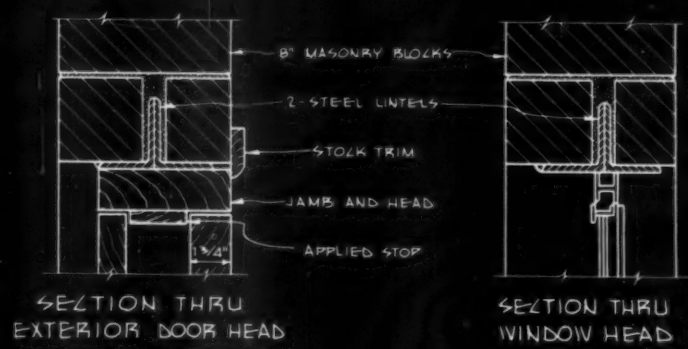 8" MASONRY BLOCKS
2-STEEL LINTELS
STOCK TRIM
JAMB AND HEAD
APPLIED STOP
1 3/4"
SECTION THRU
EXTERIOR DOOR HEAD
SECTION THRU
WINDOW HEAD